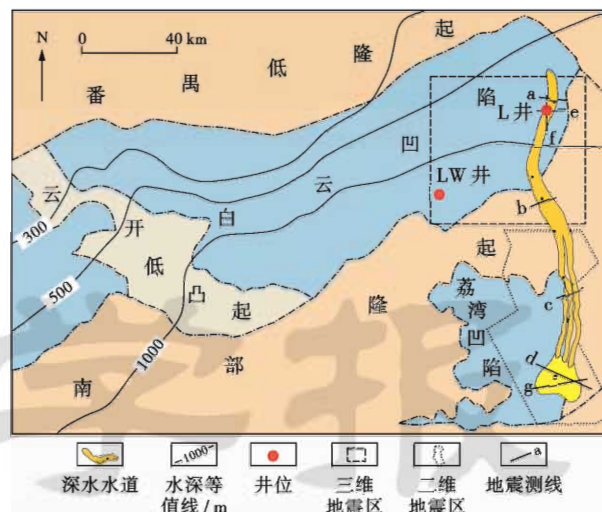 N
0 40 km
番禺低隆起
陷
a
L井
e
f
凹
云
LW井
云
白
开
b
300
低
起
凸
荔
湾
凹
陷
500
起
隆
c
1000
部
南
d
g
学报
深水水道
水深等
值线/m
井位
三维
地震区
二维
地震区
地震测线
1000
a